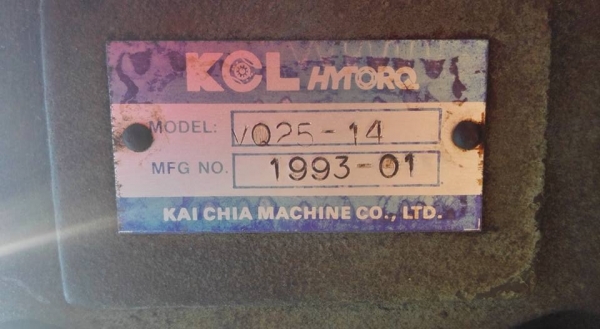 KCL HYTORQ
MODEL: VQ25-14
MFG NO. 1993-01
KAI CHIA MACHINE CO., LTD.